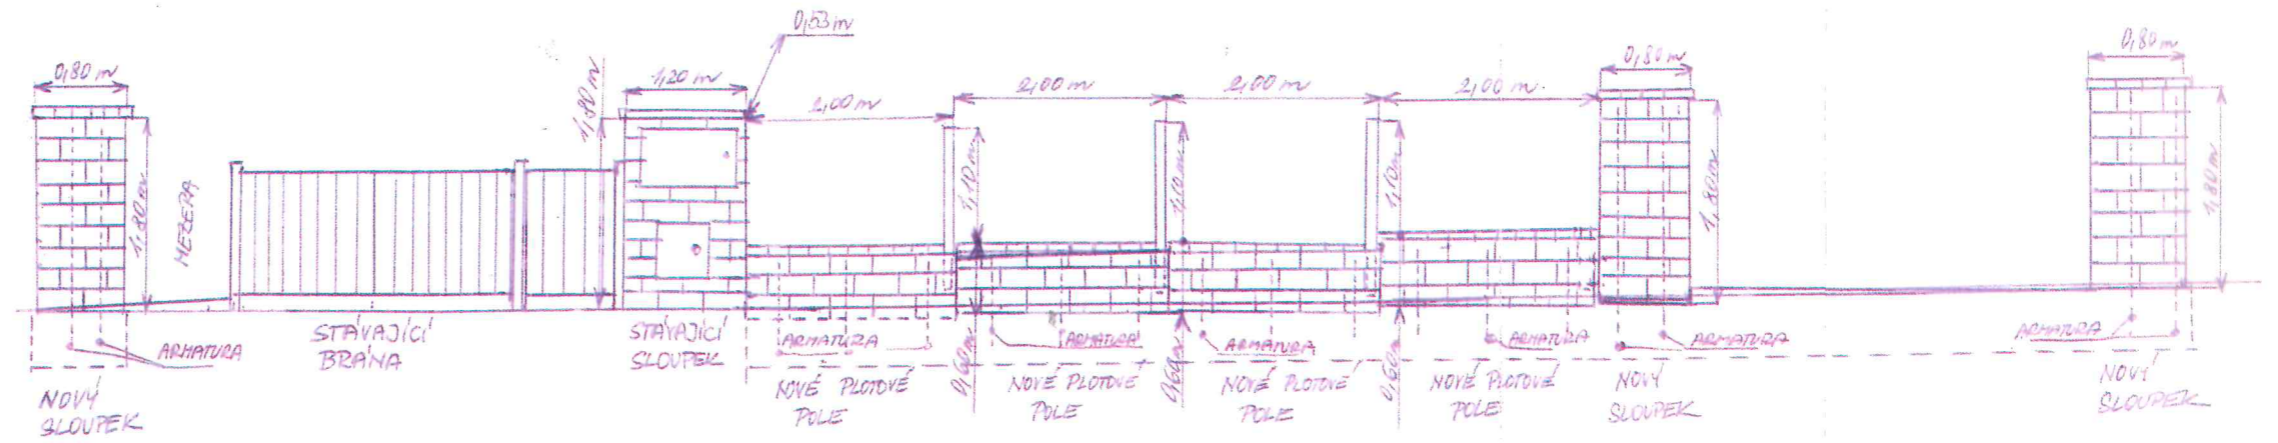 0,53 m
0,80 m
1,20 m
2,00 m
2,00 m
2,00 m
2,00 m
0,80 m
0,80 m
1,80 m
1,80 m
1,10 m
1,10 m
1,10 m
1,80 m
1,80 m
MEZERA
STÁVAJÍCÍ
BRÁNA
STÁVAJÍCÍ
SLOUPEK
ARMATURA
ARMATURA
ARMATURA
ARMATURA
ARMATURA
ARMATURA
ARMATURA
0,60 m
0,60 m
0,60 m
NOVÝ
SLOUPEK
NOVÉ PLOTOVÉ
POLE
NOVÉ PLOTOVÉ
POLE
NOVÉ PLOTOVÉ
POLE
NOVÉ PLOTOVÉ
POLE
NOVÝ
SLOUPEK
NOVÝ
SLOUPEK